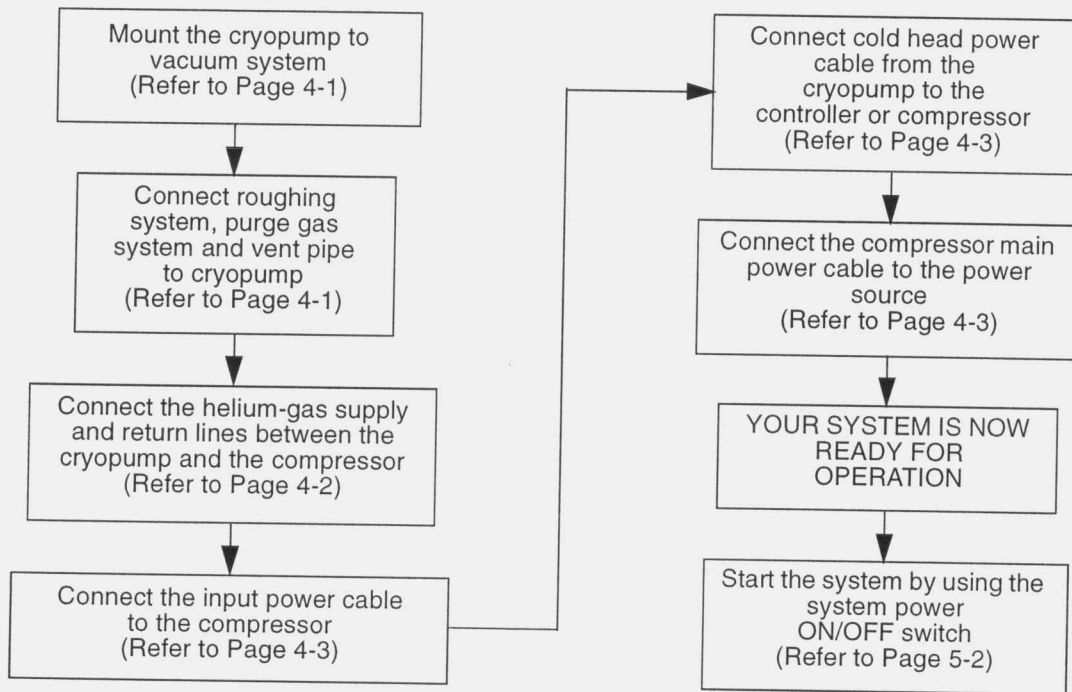 Mount the cryopump to
vacuum system
(Refer to Page 4-1)
Connect roughing
system, purge gas
system and vent pipe
to cryopump
(Refer to Page 4-1)
Connect the helium-gas supply
and return lines between the
cryopump and the compressor
(Refer to Page 4-2)
Connect the input power cable
to the compressor
(Refer to Page 4-3)
Connect cold head power
cable from the
cryopump to the
controller or compressor
(Refer to Page 4-3)
Connect the compressor main
power cable to the power
source
(Refer to Page 4-3)
YOUR SYSTEM IS NOW
READY FOR
OPERATION
Start the system by using the
system power
ON/OFF switch
(Refer to Page 5-2)